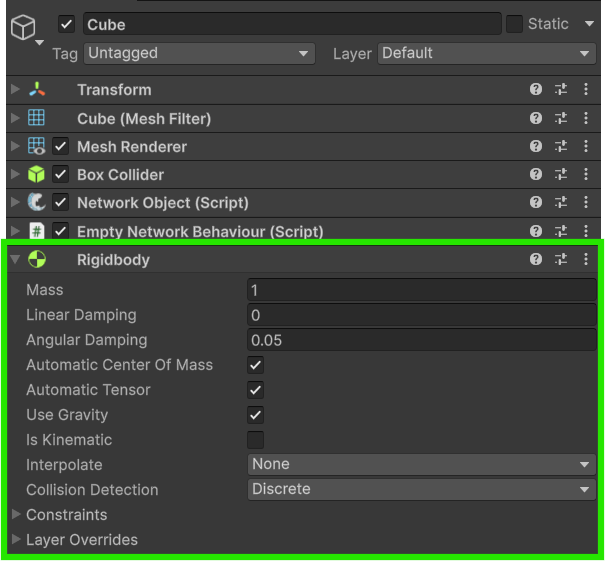 Cube Static
Tag Untagged Layer Default
Transform
Cube (Mesh Filter)
Mesh Renderer
Box Collider
Network Object (Script)
# Empty Network Behaviour (Script)
Rigidbody
Mass 1
Linear Damping 0
Angular Damping 0.05
Automatic Center Of Mass
Automatic Tensor
Use Gravity
Is Kinematic
Interpolate None
Collision Detection Discrete
Constraints
Layer Overrides